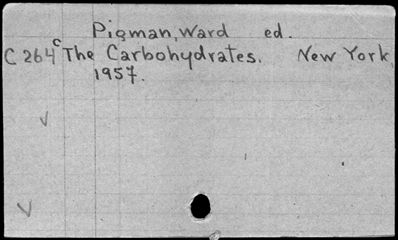 Pigman, Ward ed.
C 264c The Carbohydrates. New York
1957.